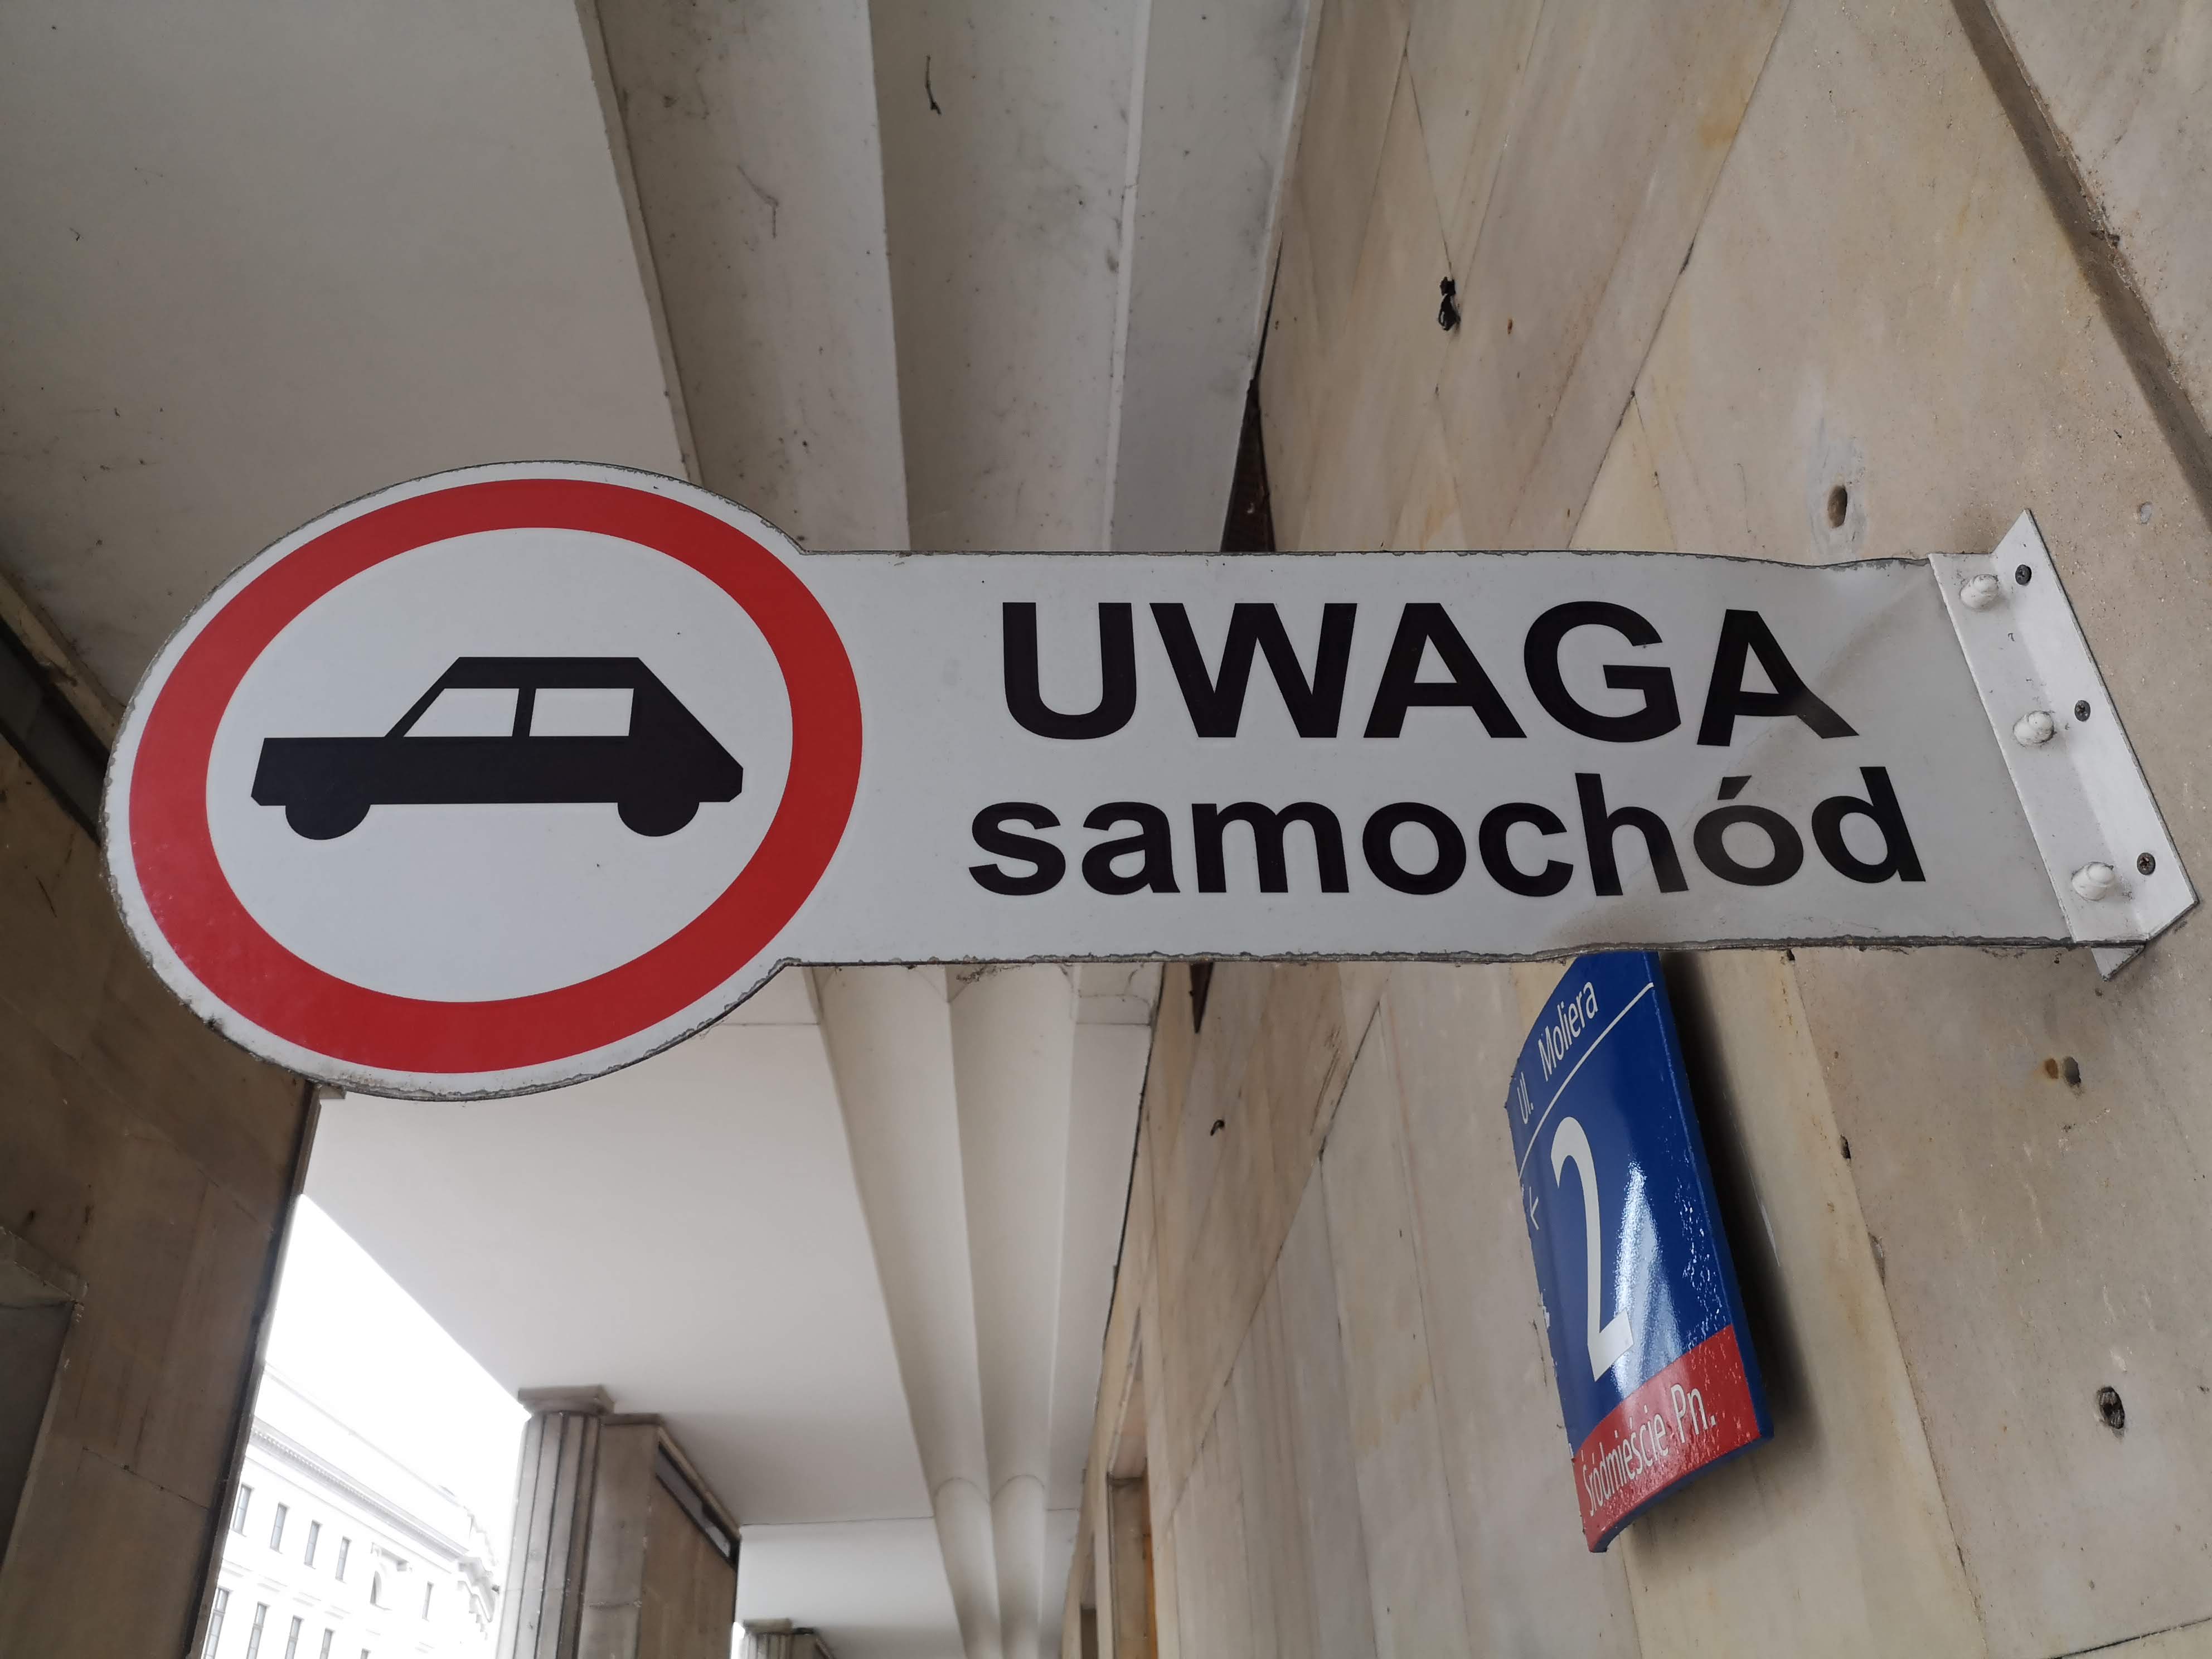 UWAGA
samochód
Ul. Moliera
2
Śródmieście Pn.